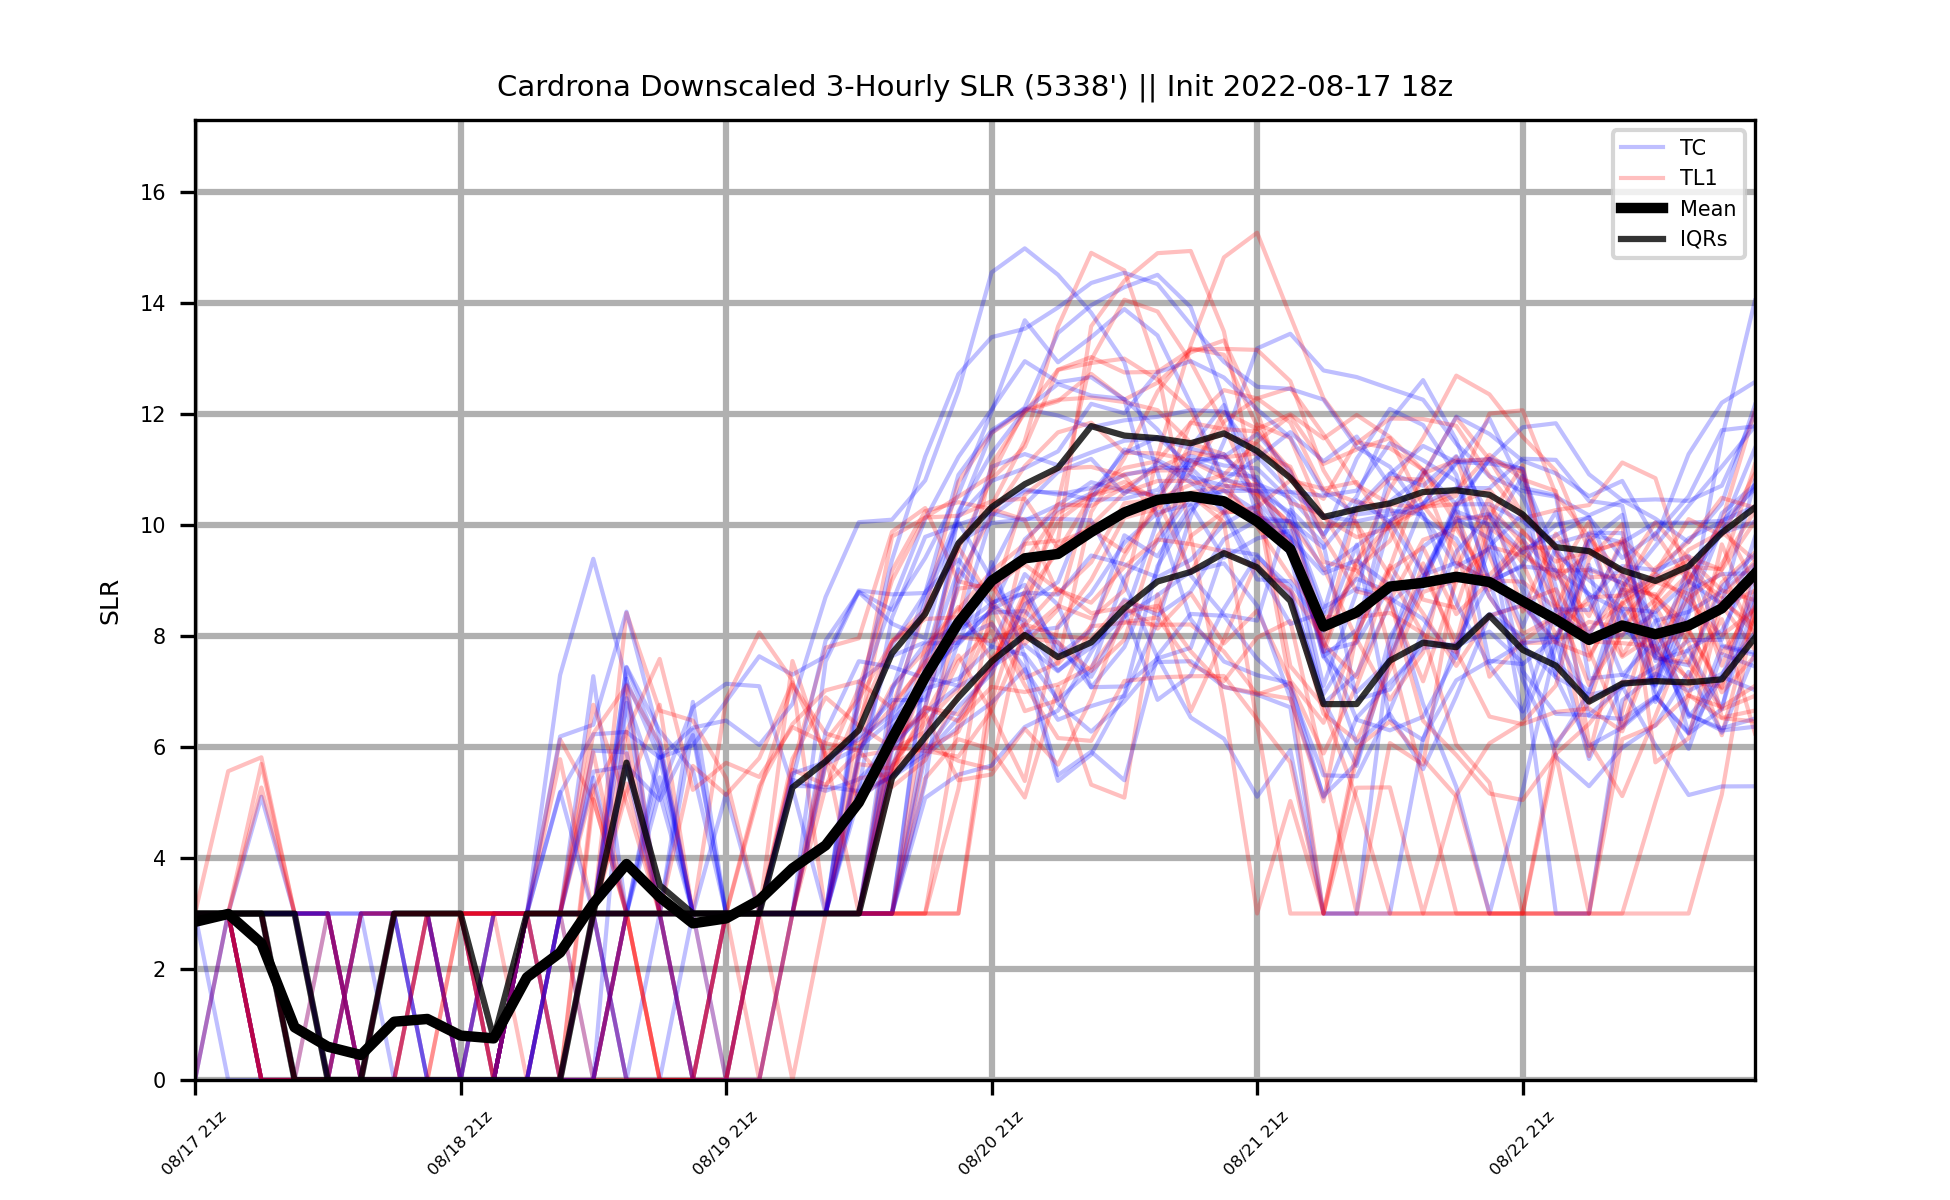 Cardrona Downscaled 3-Hourly SLR (5338') || Init 2022-08-17 18z
TC
TL1
Mean
IQRs
SLR
16
14
12
10
8
6
4
2
0
08/17 21z
08/18 21z
08/19 21z
08/20 21z
08/21 21z
08/22 21z